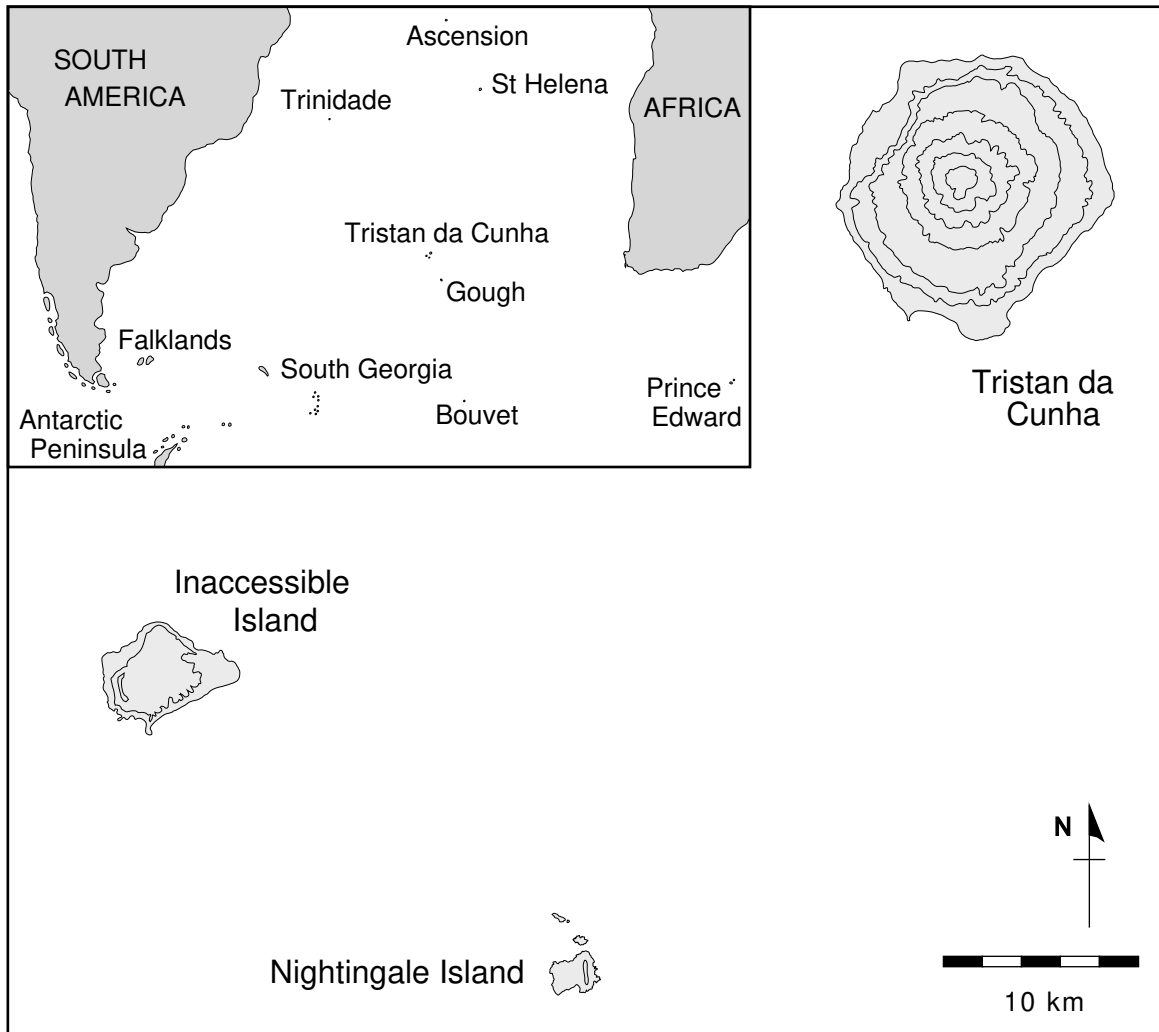 Ascension
SOUTH
AMERICA
St Helena
Trinidade
AFRICA
Tristan da Cunha
Gough
Falklands
South Georgia
Prince
Edward
Bouvet
Antarctic
Peninsula
Tristan da
Cunha
Inaccessible
Island
N
Nightingale Island
10 km